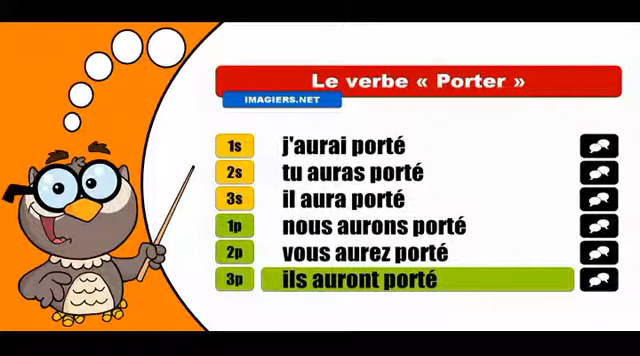 Le verbe « Porter »
IMAGIERS.NET
1s j'aurai porté
2s tu auras porté
3s il aura porté
1p nous aurons porté
2p vous aurez porté
3p ils auront porté